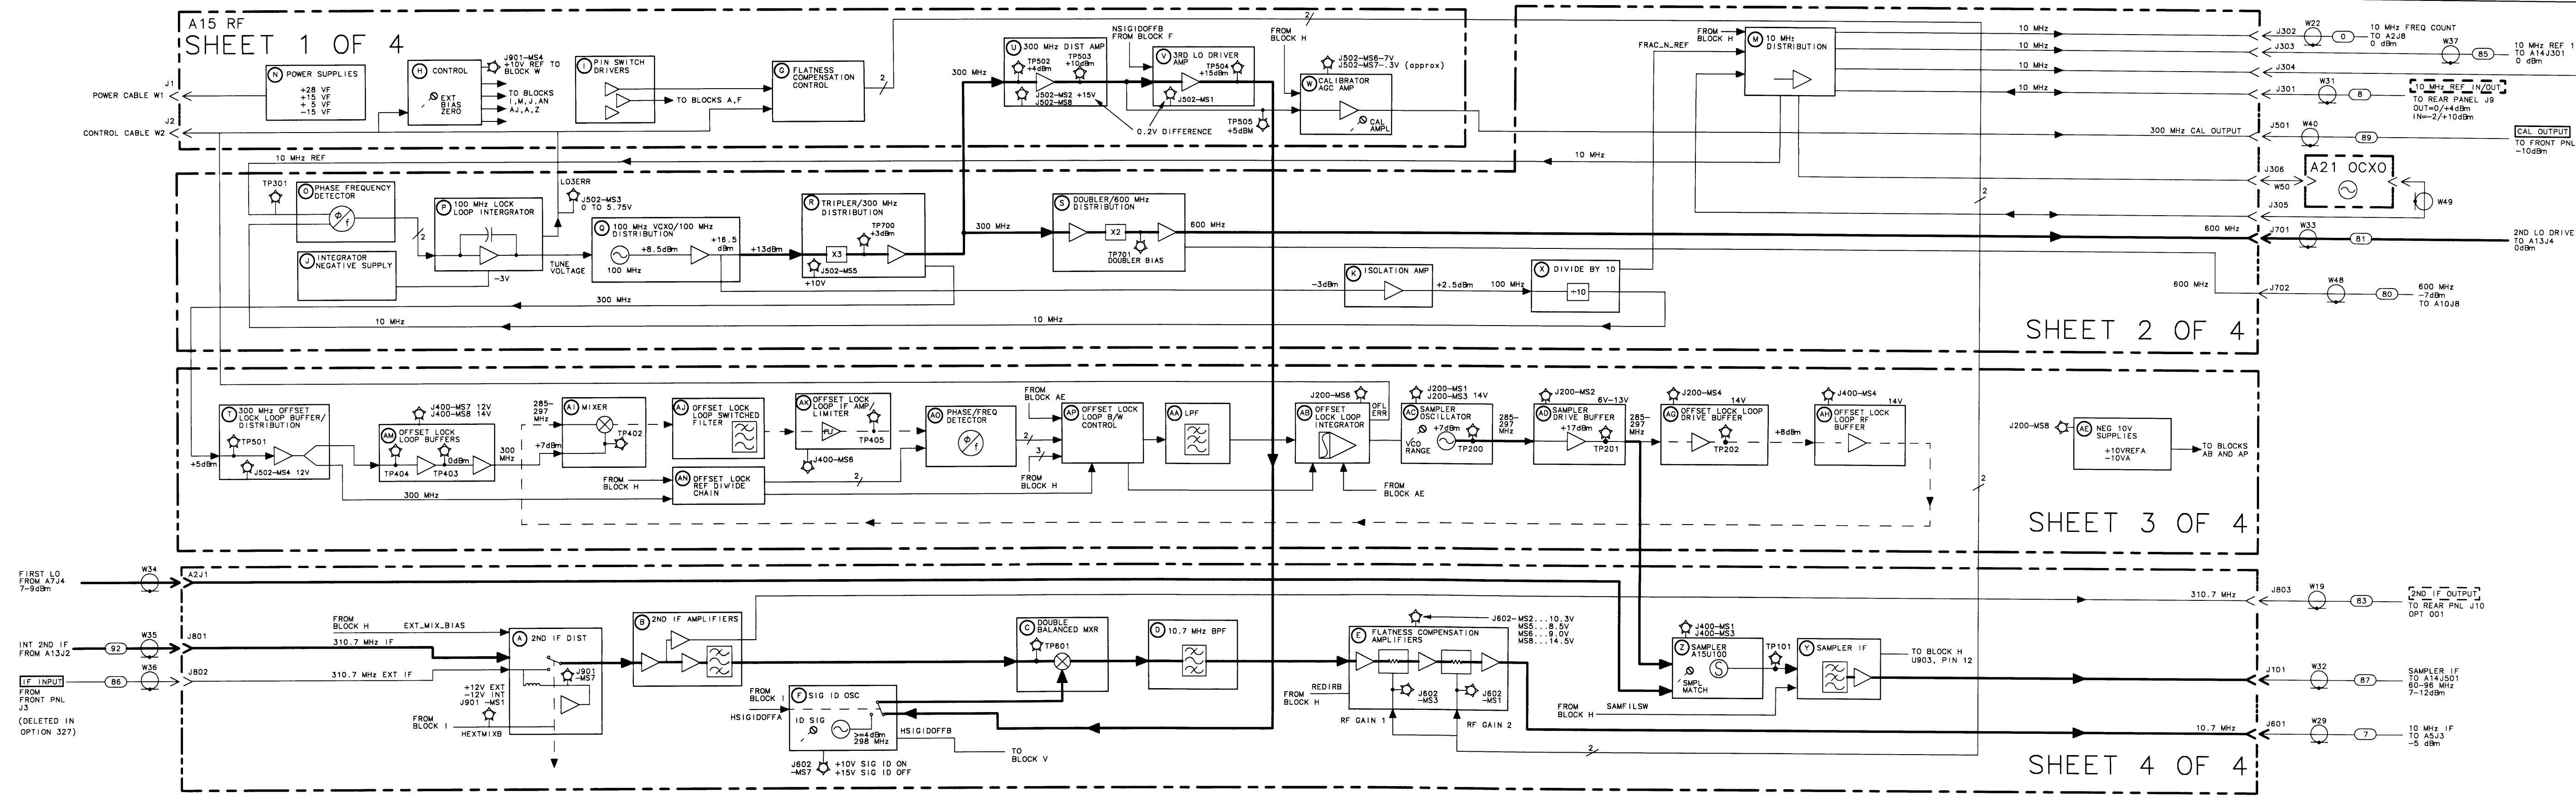 A15 RF
SHEET 1 OF 4
J1
POWER CABLE W1
J2
CONTROL CABLE W2
N POWER SUPPLIES
+28 VF
+15 VF
+ 5 VF
-15 VF
H CONTROL
EXT
BIAS
ZERO
J901-MS4
+10V REF TO
BLOCK W
TO BLOCKS
I,M,J,AN
AJ,A,Z
I PIN SWITCH
DRIVERS
TO BLOCKS A,F
G FLATNESS
COMPENSATION
CONTROL
2
2
300 MHz
U 300 MHz DIST AMP
TP502
+4dBm
TP503
+10dBm
J502-MS2 +15V
J502-MS8
0.2V DIFFERENCE
NSIGIDOFFB
FROM BLOCK F
V 3RD LO DRIVER
AMP
TP504
+15dBm
J502-MS1
TP505
+5dBm
FROM
BLOCK H
J502-MS6-7V
J502-MS7-.3V (approx)
W CALIBRATOR
AGC AMP
CAL
AMPL
FROM
BLOCK H
FRAC_N_REF
M 10 MHz
DISTRIBUTION
10 MHz
10 MHz
10 MHz
10 MHz
300 MHz CAL OUTPUT
J302
W22
0
10 MHz FREQ COUNT
TO A2J8
0 dBm
J303
W37
85
10 MHz REF 1
TO A14J301
0 dBm
J304
J301
W31
8
10 MHz REF IN/OUT
TO REAR PANEL J9
OUT=0/+4dBm
IN=-2/+10dBm
J501
W40
89
CAL OUTPUT
TO FRONT PNL
-10dBm
10 MHz REF
10 MHz
J306
W50
A21 OCXO
W49
J305
TP301
O PHASE FREQUENCY
DETECTOR
ϕ/f
2
P 100 MHz LOCK
LOOP INTERGRATOR
LO3ERR
J502-MS3
0 TO 5.75V
J INTEGRATOR
NEGATIVE SUPPLY
-3V
TUNE
VOLTAGE
Q 100 MHz VCXO/100 MHz
DISTRIBUTION
+8.5dBm
+16.5
dBm
100 MHz
+13dBm
R TRIPLER/300 MHz
DISTRIBUTION
TP700
+3dBm
X3
J502-MS5
+10V
300 MHz
S DOUBLER/600 MHz
DISTRIBUTION
X2
TP701
DOUBLER BIAS
600 MHz
600 MHz
J701
W33
81
2ND LO DRIVE
TO A13J4
0dBm
-3dBm
K ISOLATION AMP
+2.5dBm
100 MHz
X DIVIDE BY 10
÷10
600 MHz
J702
W48
80
600 MHz
-7dBm
TO A10J8
300 MHz
10 MHz
10 MHz
2
SHEET 2 OF 4
T 300 MHz OFFSET
LOCK LOOP BUFFER/
DISTRIBUTION
TP501
+5dBm
J502-MS4 12V
J400-MS7 12V
J400-MS8 14V
AM OFFSET LOCK
LOOP BUFFERS
0dBm
TP404
TP403
300 MHz
300 MHz
285-
297
MHz
+7dBm
AI MIXER
TP402
AJ OFFSET LOCK
LOOP SWITCHED
FILTER
AK OFFSET LOCK
LOOP IF AMP/
LIMITER
TP405
J400-MS6
FROM
BLOCK H
AN OFFSET LOCK
REF DIVIDE
CHAIN
2
AO PHASE/FREQ
DETECTOR
ϕ/f
FROM
BLOCK AE
2
3
FROM
BLOCK H
AP OFFSET LOCK
LOOP B/W
CONTROL
AA LPF
J200-MS6
OFL
ERR
AB OFFSET
LOCK LOOP
INTEGRATOR
FROM
BLOCK AE
J200-MS1
J200-MS3 14V
AC SAMPLER
OSCILLATOR
+7dBm
VCO
RANGE
TP200
285-
297
MHz
J200-MS2
6V-13V
AD SAMPLER
DRIVE BUFFER
+17dBm
TP201
285-
297
MHz
J200-MS4
14V
AG OFFSET LOCK LOOP
DRIVE BUFFER
TP202
+8dBm
J400-MS4
14V
AH OFFSET
LOCK LOOP RF
BUFFER
J200-MS8
AE NEG 10V
SUPPLIES
+10VREFA
-10VA
TO BLOCKS
AB AND AP
2
SHEET 3 OF 4
FIRST LO
FROM A7J4
7-9dBm
W34
A2J1
INT 2ND IF
FROM A13J2
92
W35
J801
IF INPUT
FROM
FRONT PNL
J3
(DELETED IN
OPTION 327)
86
W36
J802
FROM
BLOCK H
EXT_MIX_BIAS
310.7 MHz IF
310.7 MHz EXT IF
A 2ND IF DIST
J901
-MS7
+12V EXT
-12V INT
J901 -MS1
FROM
BLOCK I
HEXTMIXB
B 2ND IF AMPLIFIERS
C DOUBLE
BALANCED MXR
TP601
D 10.7 MHz BPF
FROM
BLOCK I
HSIGIDOFFA
F SIG ID OSC
ID SIG
>=4dBm
298 MHz
HSIGIDOFFB
TO
BLOCK V
J602
-MS7
+10V SIG ID ON
+15V SIG ID OFF
J602-MS2...10.3V
MS5...8.5V
MS6...9.0V
MS8...14.5V
E FLATNESS COMPENSATION
AMPLIFIERS
REDIRB
FROM
BLOCK H
J602
-MS3
J602
-MS1
RF GAIN 1
RF GAIN 2
2
J400-MS1
J400-MS3
Z SAMPLER
A15U100
S
SMPL
MATCH
TP101
Y SAMPLER IF
TO BLOCK H
U903, PIN 12
FROM
BLOCK H
SAMFILSW
310.7 MHz
J803
W19
83
2ND IF OUTPUT
TO REAR PNL J10
OPT 001
J101
W32
87
SAMPLER IF
TO A14J501
60-96 MHz
7-12dBm
10.7 MHz
J601
W29
7
10 MHz IF
TO A5J3
-5 dBm
SHEET 4 OF 4